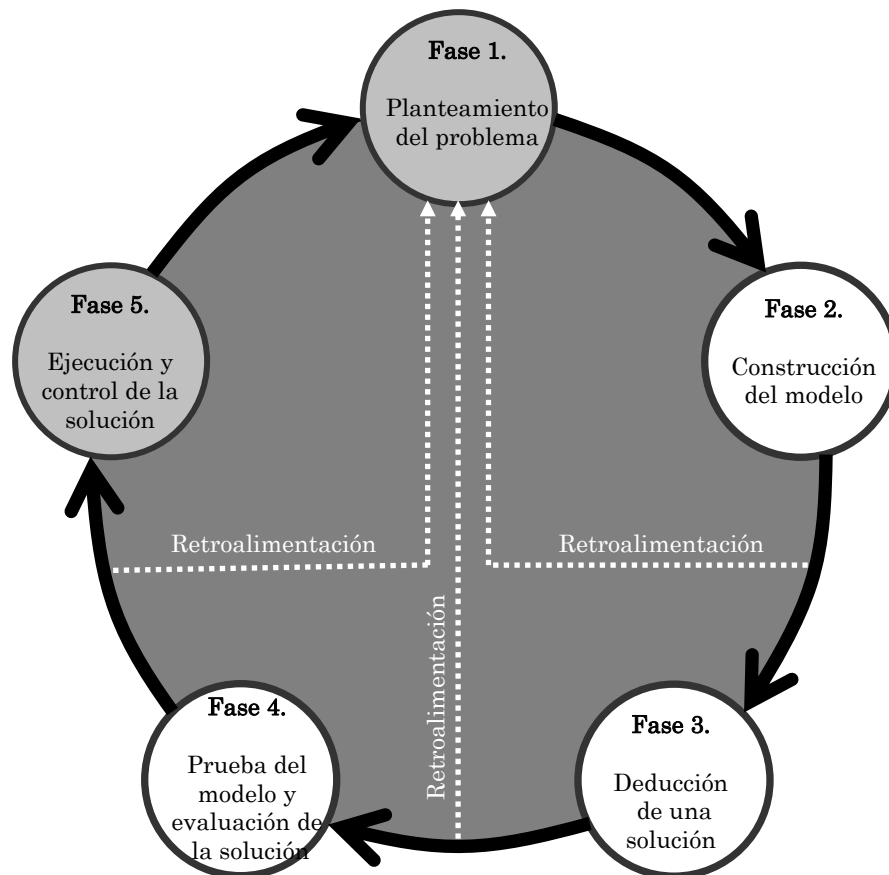 Fase 1.
Planteamiento
del problema
Fase 2.
Construcción
del modelo
Fase 3.
Deducción
de una
solución
Fase 4.
Prueba del
modelo y
evaluación de
la solución
Fase 5.
Ejecución y
control de la
solución
Retroalimentación
Retroalimentación
Retroalimentación